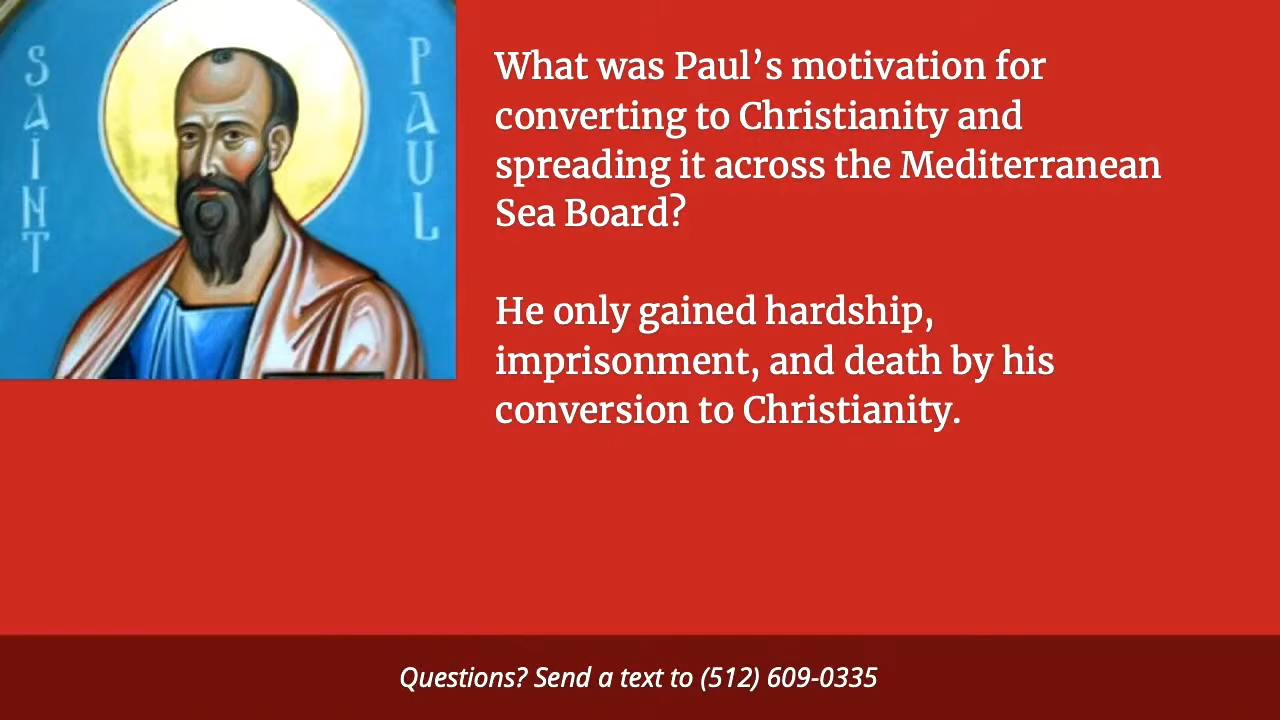 SAINT
PAUL
What was Paul’s motivation for
converting to Christianity and
spreading it across the Mediterranean
Sea Board?
He only gained hardship,
imprisonment, and death by his
conversion to Christianity.
Questions? Send a text to (512) 609-0335